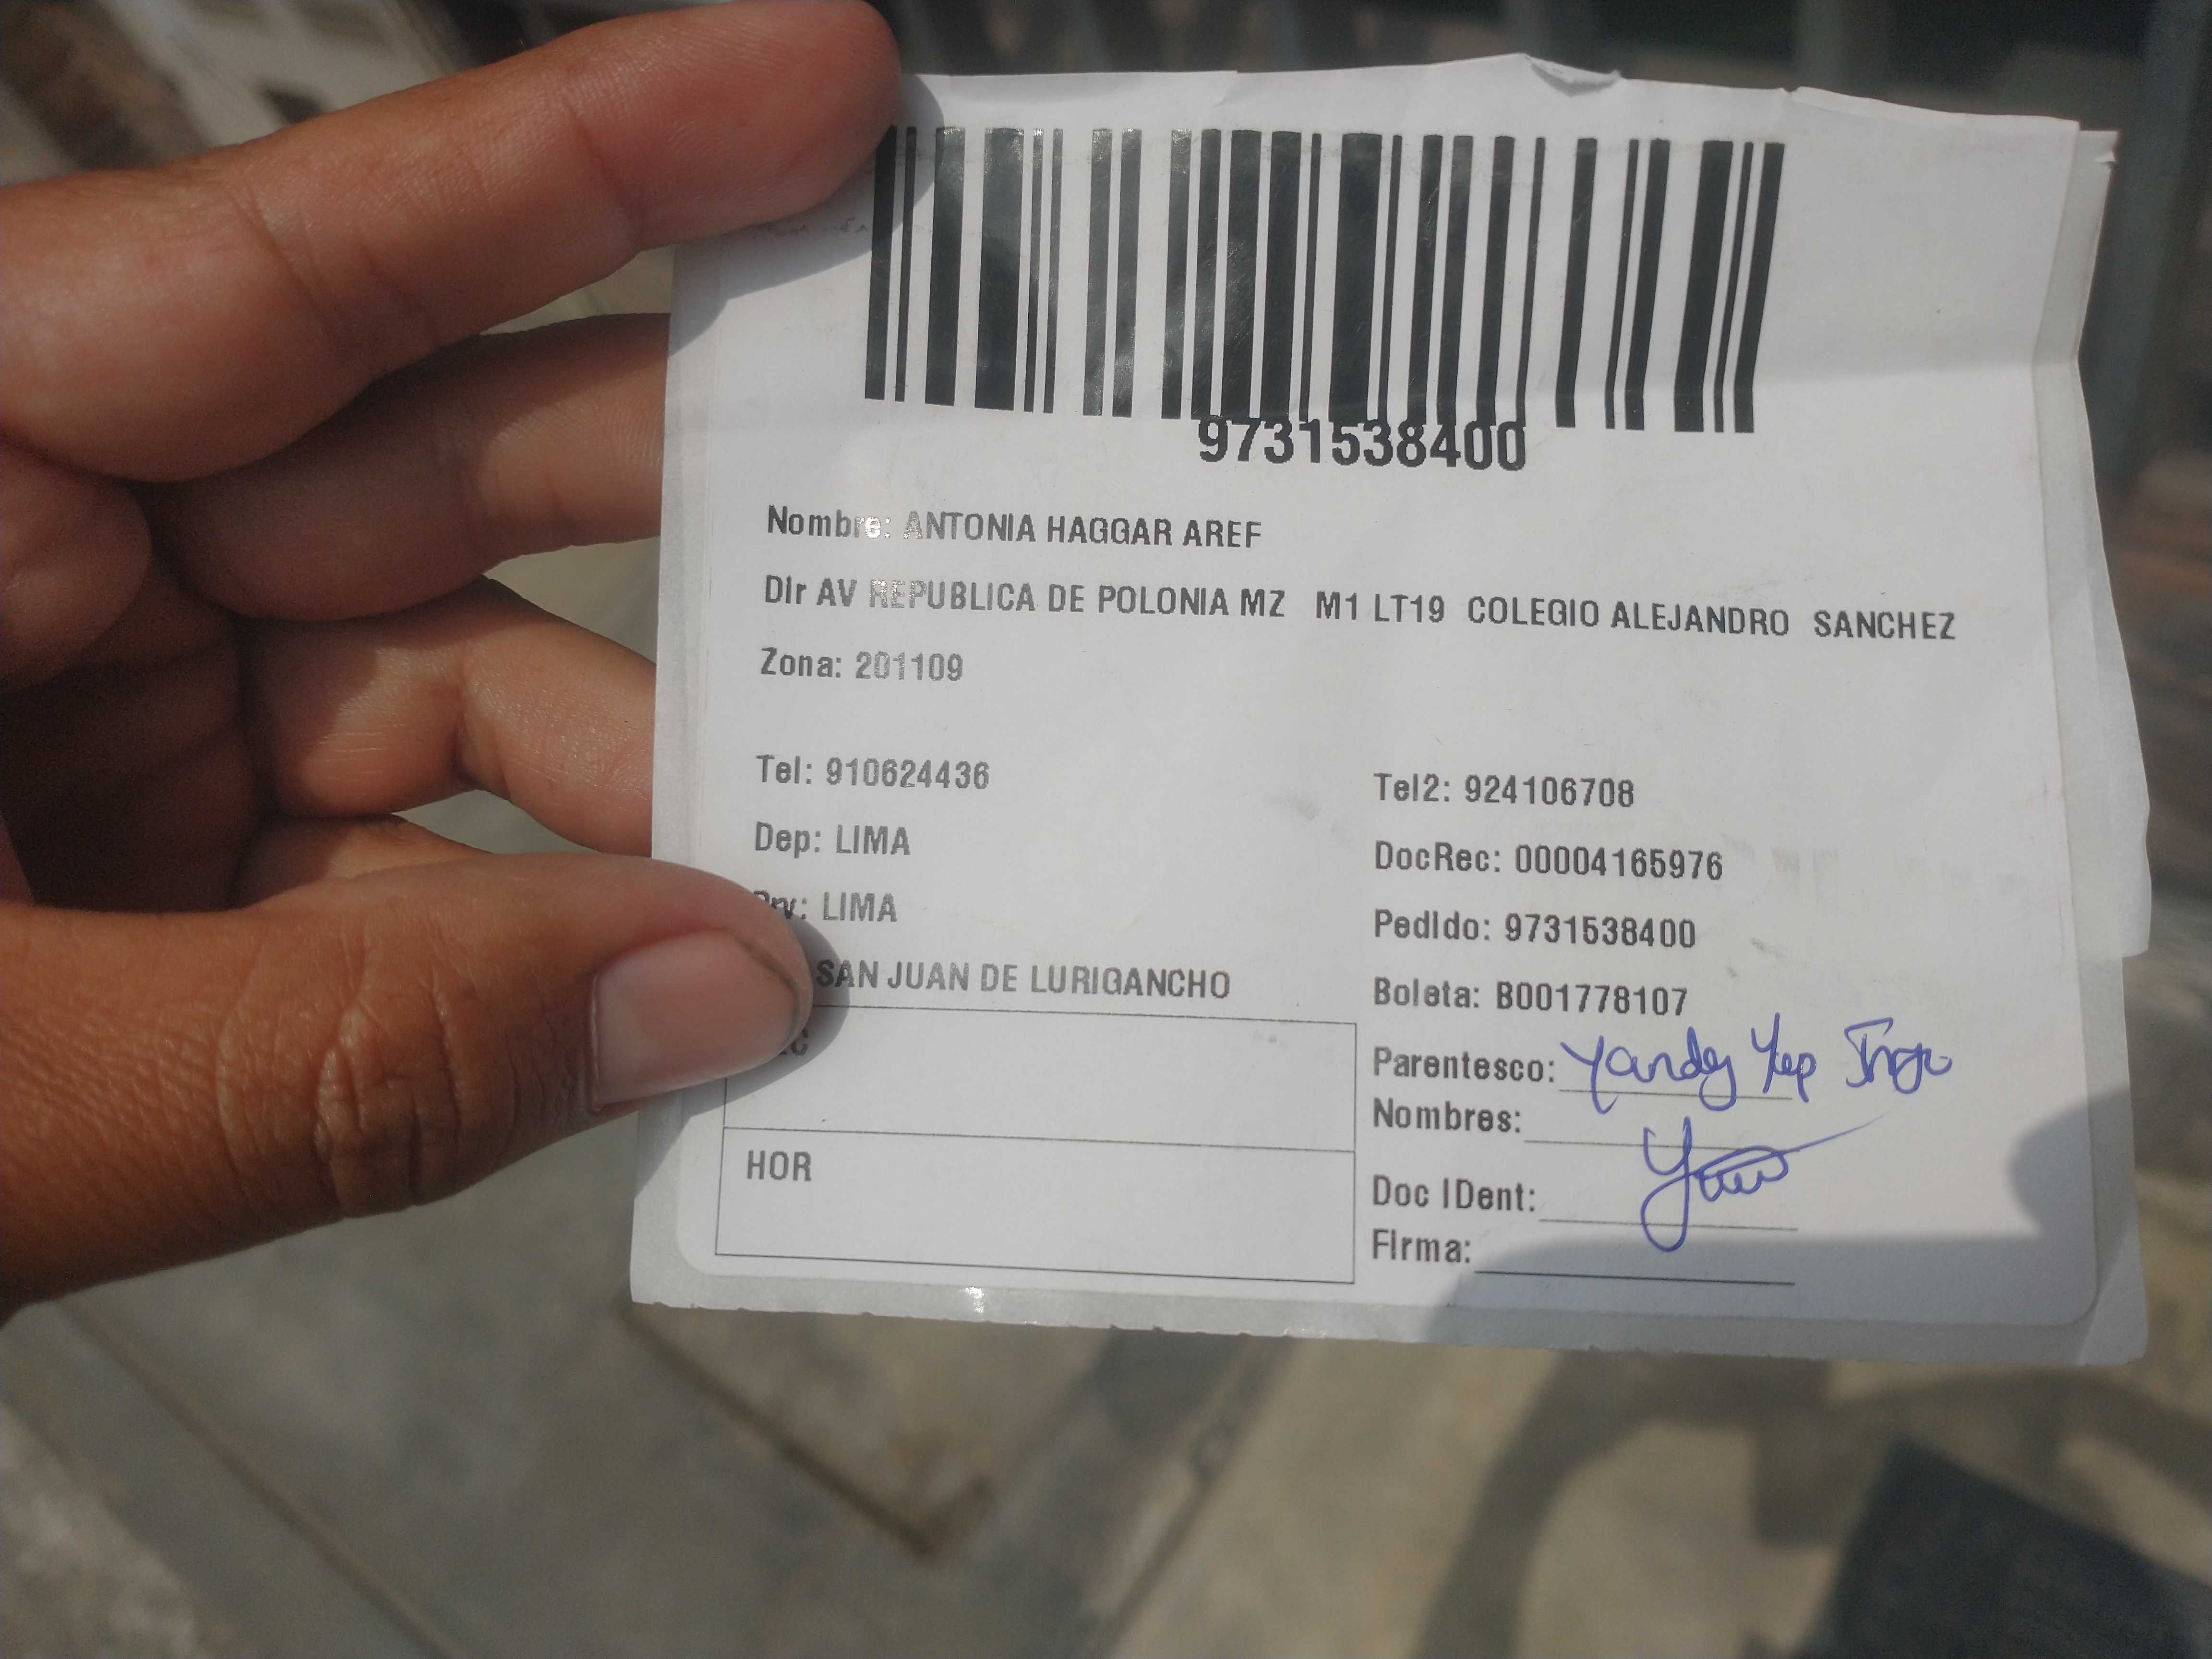 9731538400
Nombre: ANTONIA HAGGAR AREF
Dir AV REPUBLICA DE POLONIA MZ M1 LT19 COLEGIO ALEJANDRO SANCHEZ
Zona: 201109
Tel: 910624436 Tel2: 924106708
Dep: LIMA DocRec: 00004165976
Prv: LIMA Pedido: 9731538400
SAN JUAN DE LURIGANCHO Boleta: B001778107
Parentesco: Yandy Yep
Nombres:
HOR
Doc IDent:
Firma: